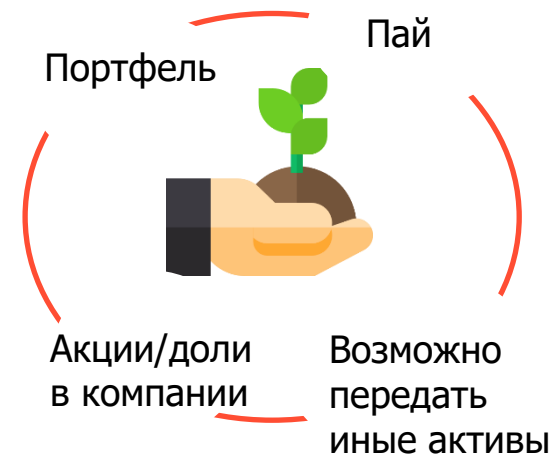 Портфель
Пай
Акции/доли
в компании
Возможно
передать
иные активы